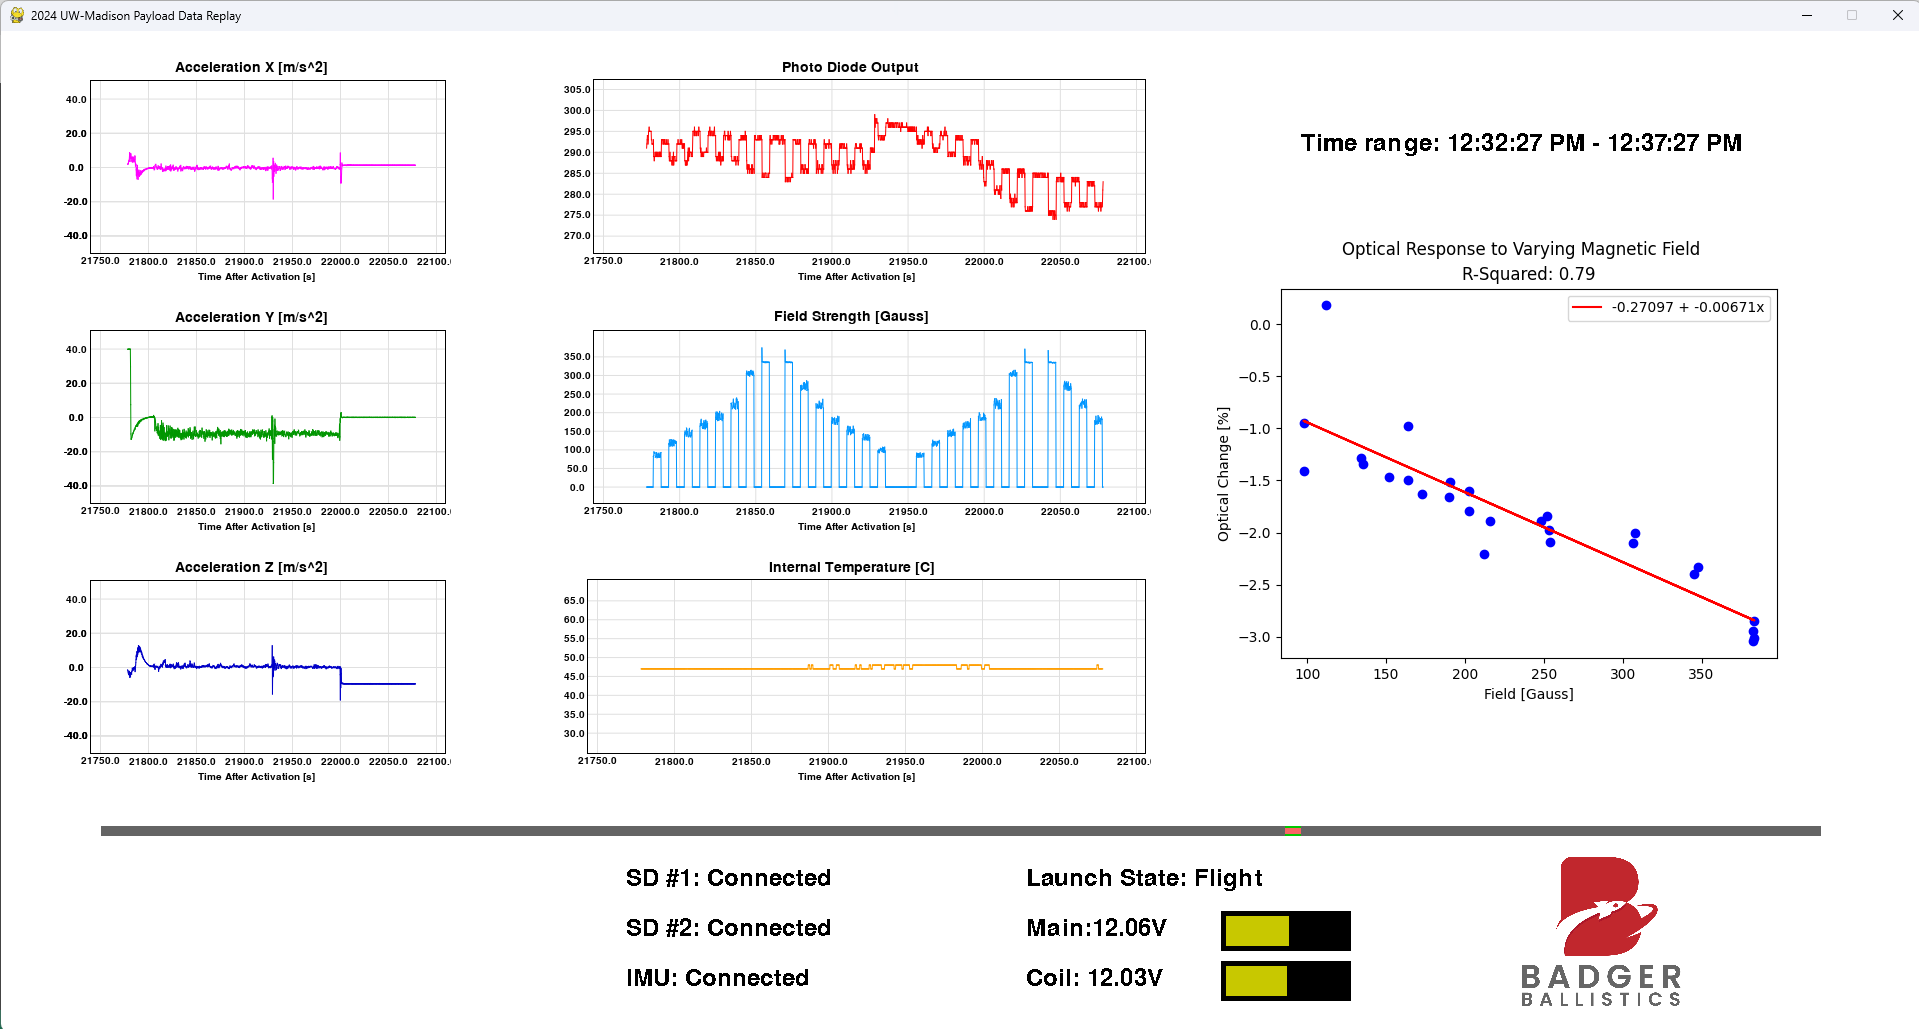 2024 UW-Madison Payload Data Replay
Acceleration X [m/s^2]
40.0
20.0
0.0
-20.0
-40.0
21750.0 21800.0 21850.0 21900.0 21950.0 22000.0 22050.0 22100.
Time After Activation [s]
Acceleration Y [m/s^2]
40.0
20.0
0.0
-20.0
-40.0
21750.0 21800.0 21850.0 21900.0 21950.0 22000.0 22050.0 22100.
Time After Activation [s]
Acceleration Z [m/s^2]
40.0
20.0
0.0
-20.0
-40.0
21750.0 21800.0 21850.0 21900.0 21950.0 22000.0 22050.0 22100.
Time After Activation [s]
Photo Diode Output
305.0
300.0
295.0
290.0
285.0
280.0
275.0
270.0
21750.0 21800.0 21850.0 21900.0 21950.0 22000.0 22050.0 22100.
Time After Activation [s]
Field Strength [Gauss]
350.0
300.0
250.0
200.0
150.0
100.0
50.0
0.0
21750.0 21800.0 21850.0 21900.0 21950.0 22000.0 22050.0 22100.
Time After Activation [s]
Internal Temperature [C]
65.0
60.0
55.0
50.0
45.0
40.0
35.0
30.0
21750.0 21800.0 21850.0 21900.0 21950.0 22000.0 22050.0 22100.
Time After Activation [s]
Time range: 12:32:27 PM - 12:37:27 PM
Optical Response to Varying Magnetic Field
R-Squared: 0.79
-0.27097 + -0.00671x
Optical Change [%]
0.0
−0.5
−1.0
−1.5
−2.0
−2.5
−3.0
100 150 200 250 300 350
Field [Gauss]
SD #1: Connected
SD #2: Connected
IMU: Connected
Launch State: Flight
Main:12.06V
Coil: 12.03V
BADGER
BALLISTICS